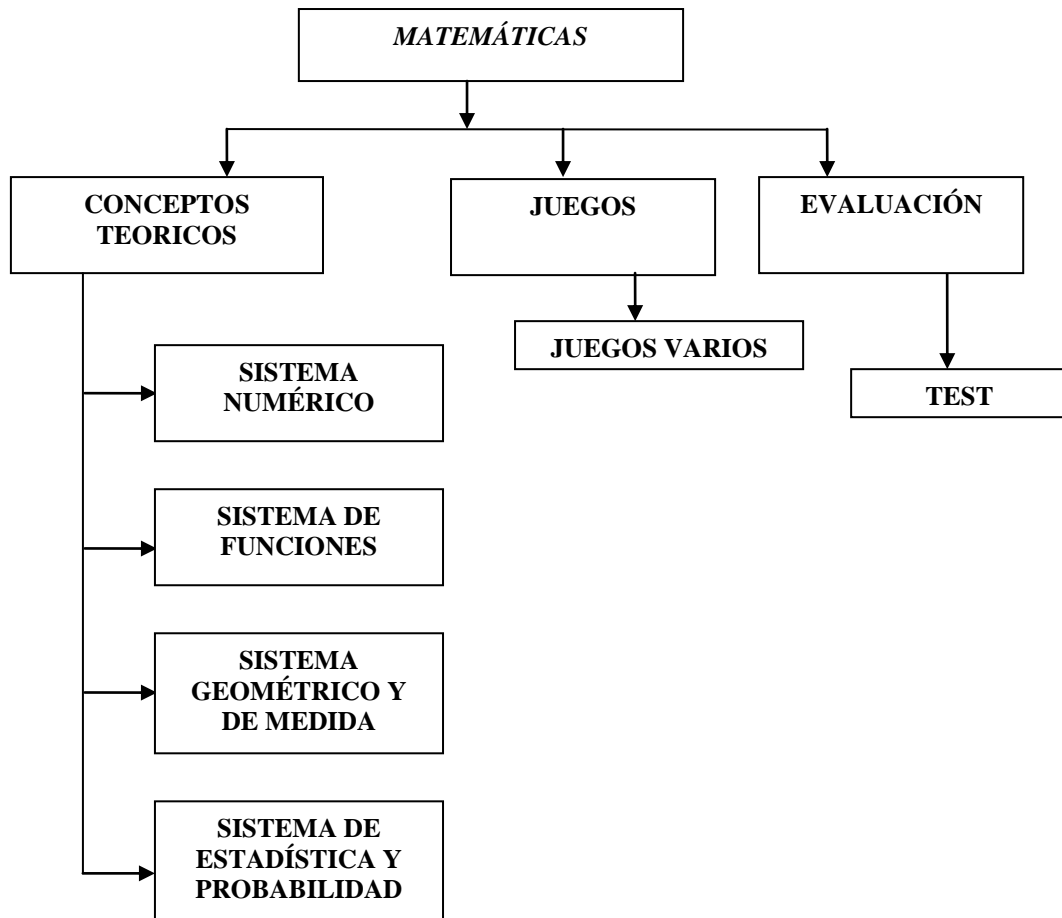 MATEMÁTICAS
CONCEPTOS
TEORICOS
JUEGOS
EVALUACIÓN
JUEGOS VARIOS
TEST
SISTEMA
NUMÉRICO
SISTEMA DE
FUNCIONES
SISTEMA
GEOMÉTRICO Y
DE MEDIDA
SISTEMA DE
ESTADÍSTICA Y
PROBABILIDAD